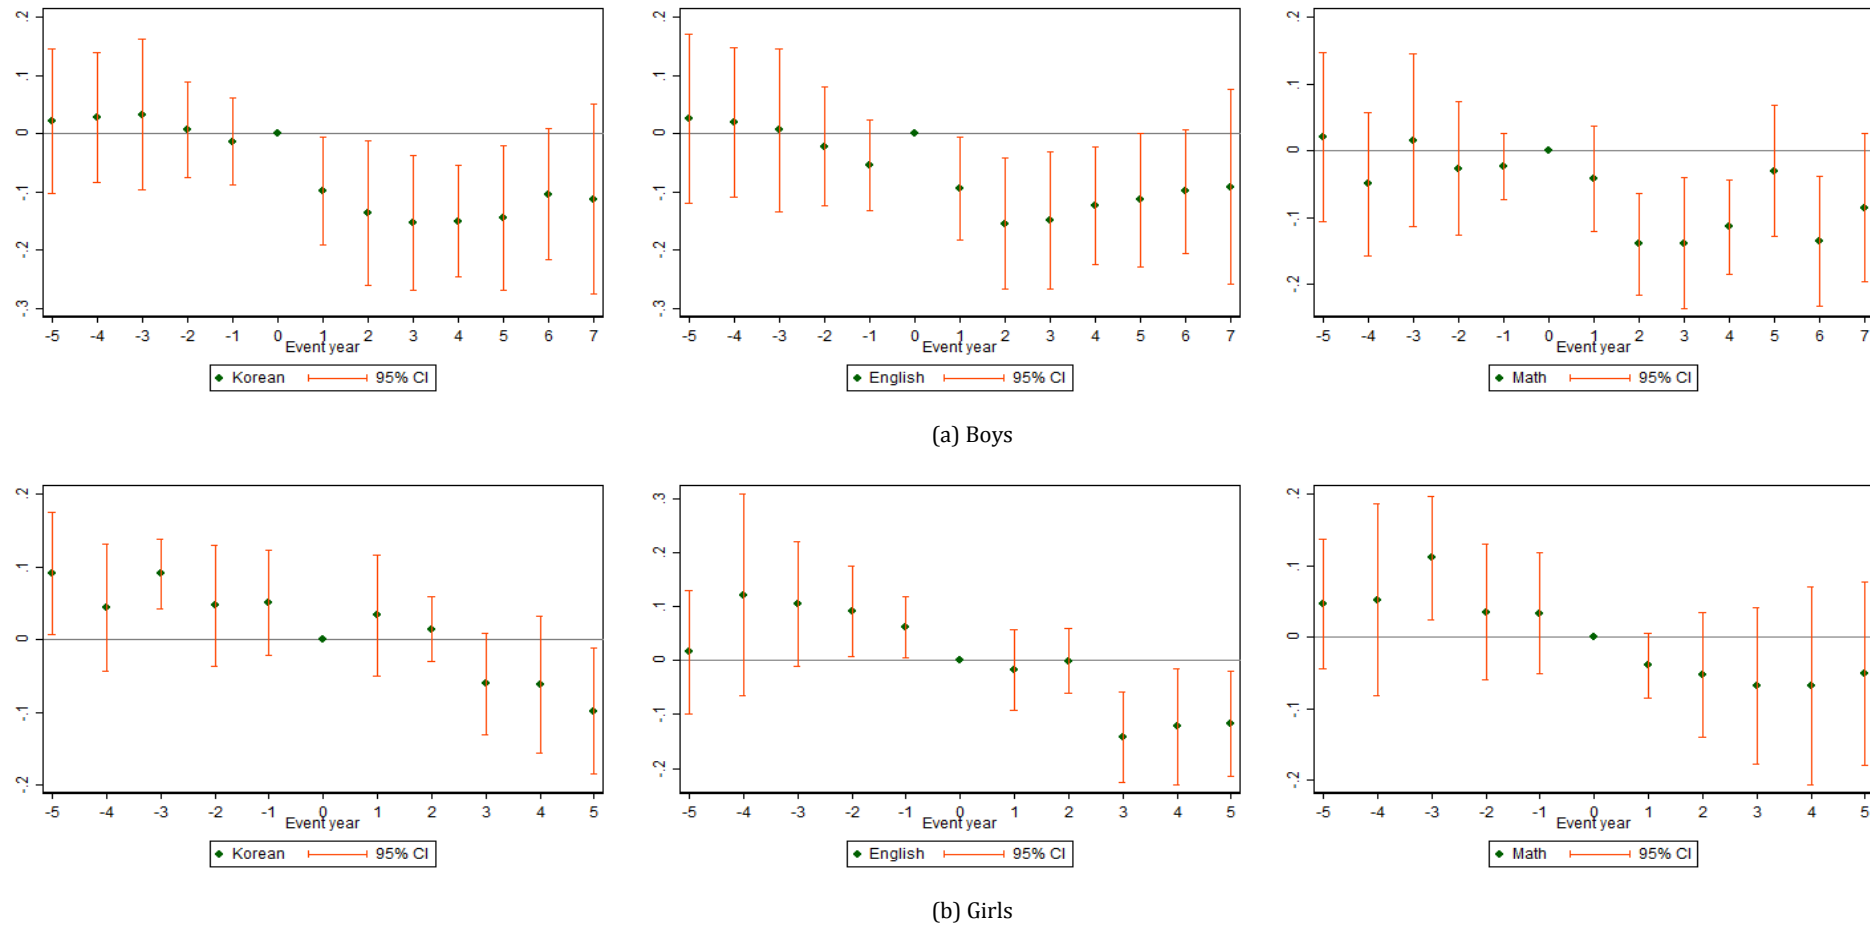 .2
.1
0
-.1
-.2
-.3
-5 -4 -3 -2 -1 0 1 2 3 4 5 6 7
Event year
Korean 95% CI
.2
.1
0
-.1
-.2
-.3
-5 -4 -3 -2 -1 0 1 2 3 4 5 6 7
Event year
English 95% CI
.2
.1
0
-.1
-.2
-5 -4 -3 -2 -1 0 1 2 3 4 5 6 7
Event year
Math 95% CI
(a) Boys
.2
.1
0
-.1
-.2
-5 -4 -3 -2 -1 0 1 2 3 4 5
Event year
Korean 95% CI
.3
.2
.1
0
-.1
-.2
-5 -4 -3 -2 -1 0 1 2 3 4 5
Event year
English 95% CI
.2
.1
0
-.1
-.2
-5 -4 -3 -2 -1 0 1 2 3 4 5
Event year
Math 95% CI
(b) Girls